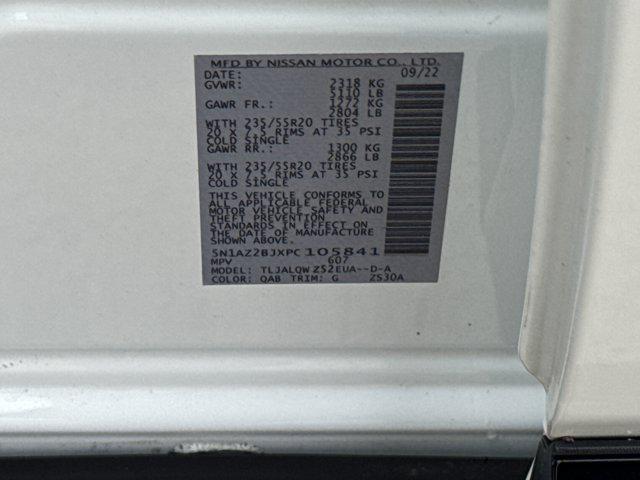 MFD BY NISSAN MOTOR CO., LTD.
DATE: 09/22
GVWR: 2318 KG
5110 LB
GAWR FR.: 1272 KG
2804 LB
WITH 235/55R20 TIRES
20 X 7.5 RIMS AT 35 PSI
COLD SINGLE
GAWR RR.: 1300 KG
2866 LB
WITH 235/55R20 TIRES
20 X 7.5 RIMS AT 35 PSI
COLD SINGLE
THIS VEHICLE CONFORMS TO
ALL APPLICABLE FEDERAL
MOTOR VEHICLE SAFETY AND
THEFT PREVENTION
STANDARDS IN EFFECT ON
THE DATE OF MANUFACTURE
SHOWN ABOVE.
5N1AZ2BJXPC105841
MPV 607
MODEL: TLJALQWZS2EUA--D-A
COLOR: QAB TRIM: G ZS30A